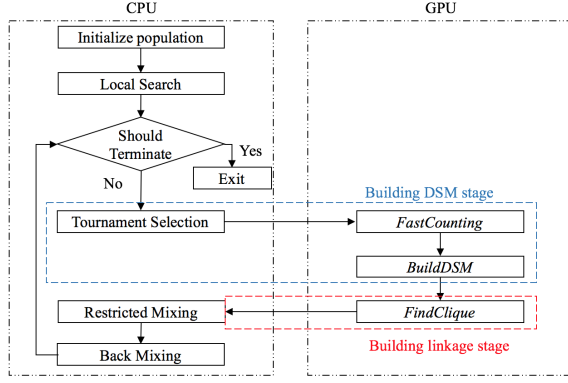 CPU
GPU
Initialize population
Local Search
Should
Terminate
Yes
Exit
No
Building DSM stage
Tournament Selection
FastCounting
BuildDSM
Restricted Mixing
FindClique
Building linkage stage
Back Mixing